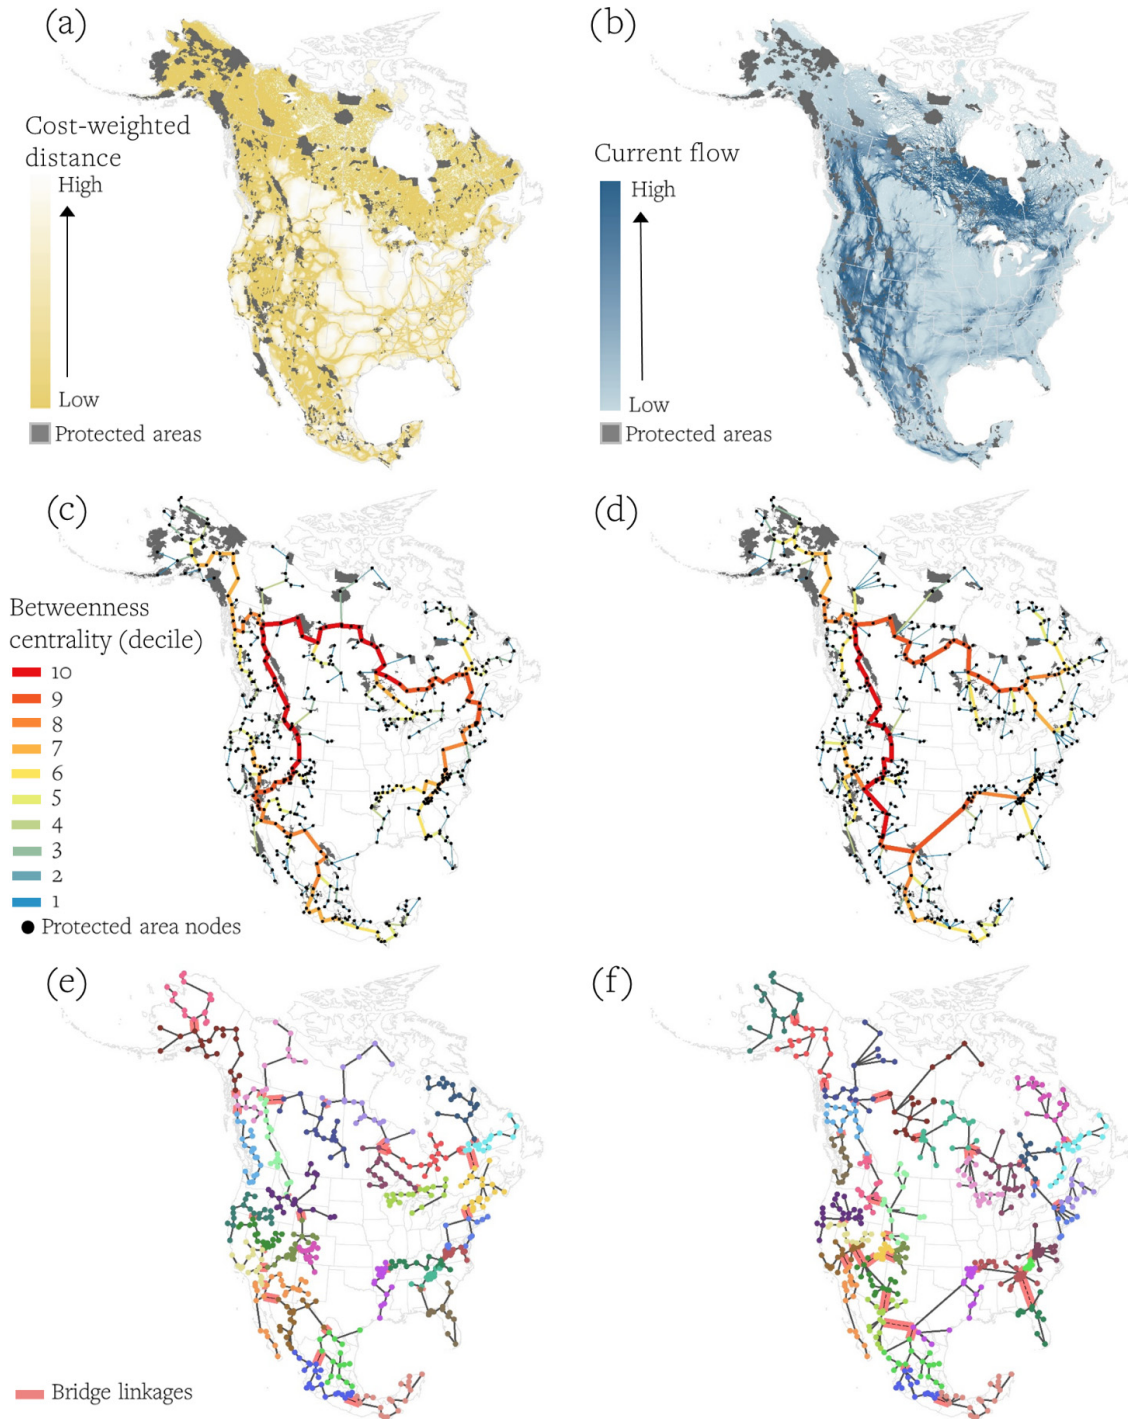 (a)
Cost-weighted
distance
High
Low
Protected areas
(b)
Current flow
High
Low
Protected areas
(c)
Betweenness
centrality (decile)
10
9
8
7
6
5
4
3
2
1
Protected area nodes
(d)
(e)
Bridge linkages
(f)